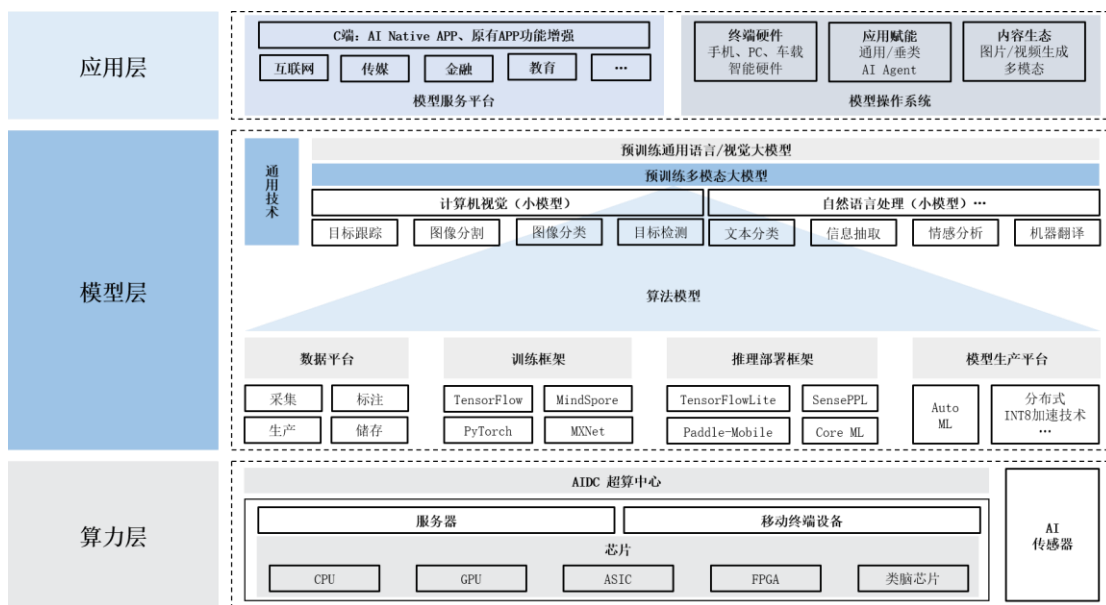 应用层
C端：AI Native APP、原有APP功能增强
互联网
传媒
金融
教育
…
模型服务平台
终端硬件
手机、PC、车载
智能硬件
应用赋能
通用/垂类
AI Agent
内容生态
图片/视频生成
多模态
模型操作系统
模型层
通用技术
预训练通用语言/视觉大模型
预训练多模态大模型
计算机视觉（小模型）
自然语言处理（小模型）…
目标跟踪
图像分割
图像分类
目标检测
文本分类
信息抽取
情感分析
机器翻译
算法模型
数据平台
采集
标注
生产
储存
训练框架
TensorFlow
MindSpore
PyTorch
MXNet
推理部署框架
TensorFlowLite
SensePPL
Paddle-Mobile
Core ML
模型生产平台
Auto
ML
分布式
INT8加速技术
…
算力层
AIDC 超算中心
服务器
移动终端设备
芯片
CPU
GPU
ASIC
FPGA
类脑芯片
AI
传感器